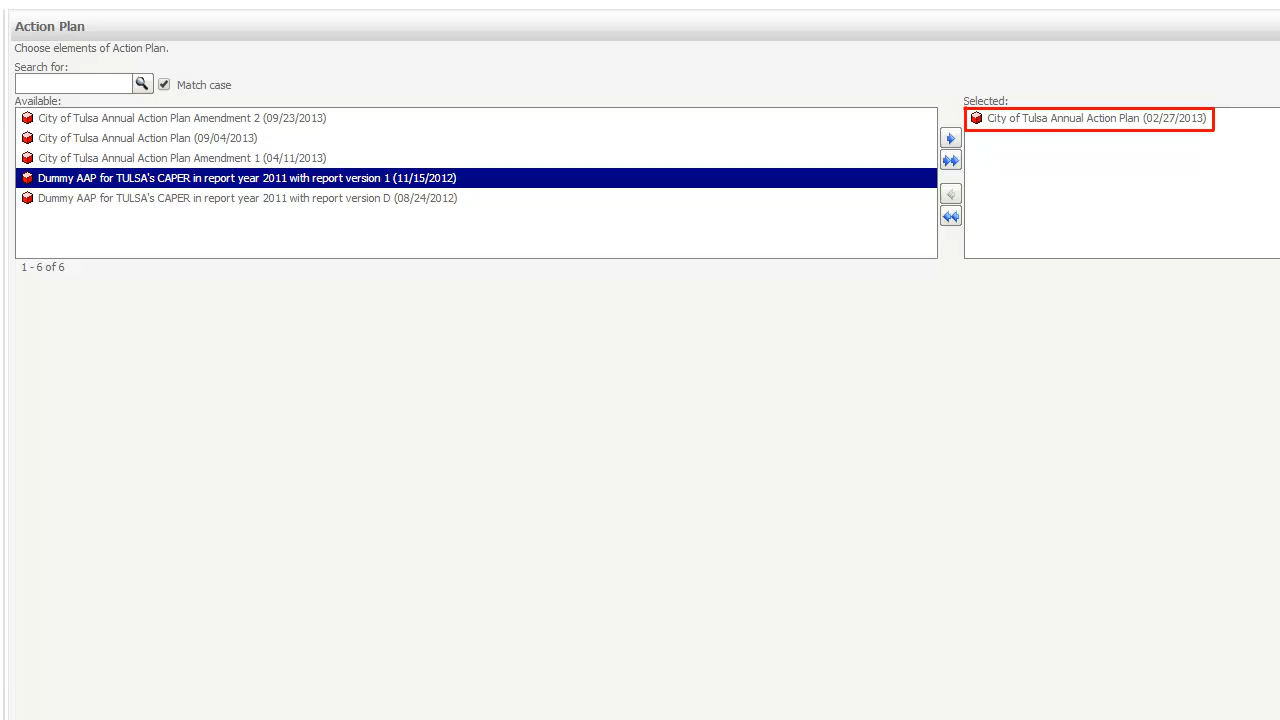 Action Plan
Choose elements of Action Plan.
Search for:
Match case
Available:
City of Tulsa Annual Action Plan Amendment 2 (09/23/2013)
City of Tulsa Annual Action Plan (09/04/2013)
City of Tulsa Annual Action Plan Amendment 1 (04/11/2013)
Dummy AAP for TULSA's CAPER in report year 2011 with report version 1 (11/15/2012)
Dummy AAP for TULSA's CAPER in report year 2011 with report version D (08/24/2012)
1 - 6 of 6
Selected:
City of Tulsa Annual Action Plan (02/27/2013)